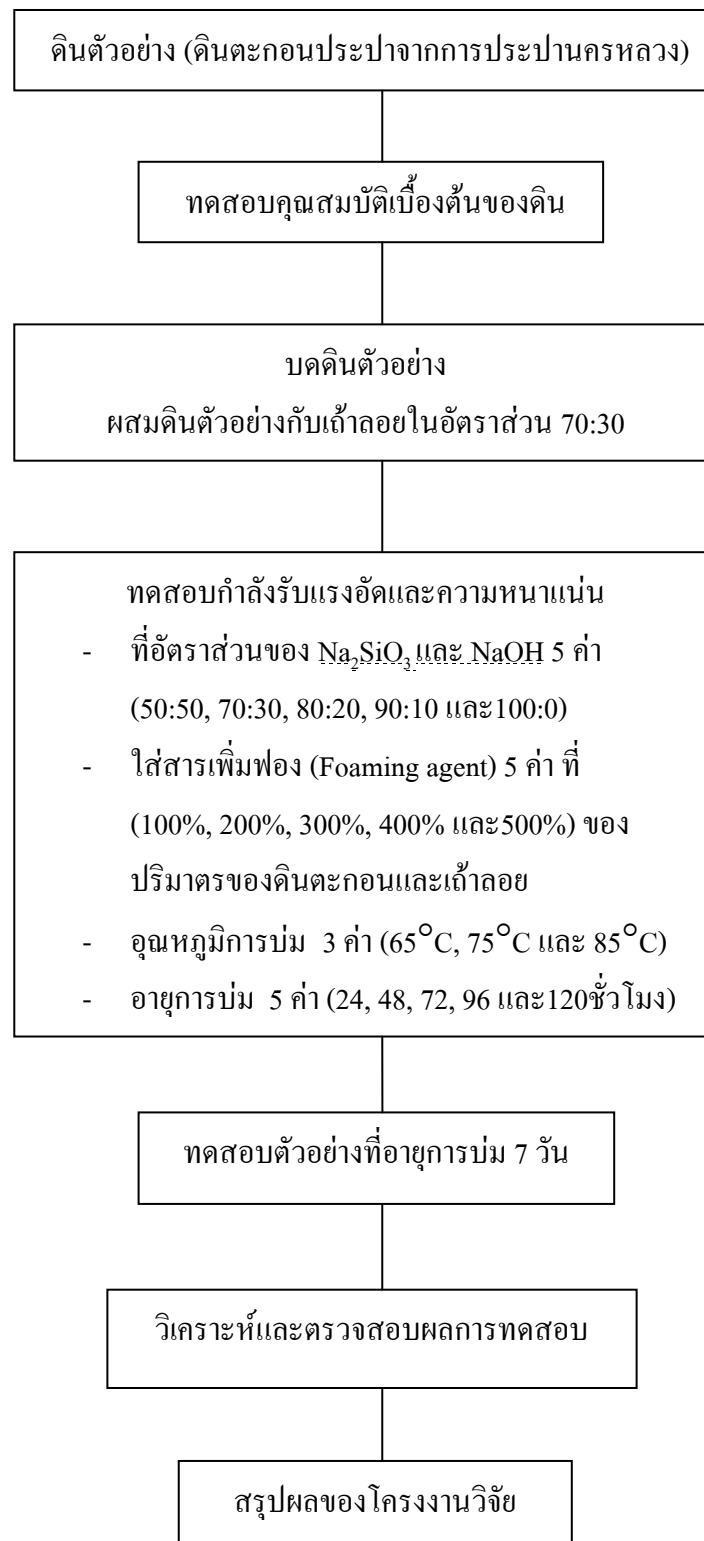 ดินตัวอย่าง (ดินตะกอนประปาจากการประปานครหลวง)
ทดสอบคุณสมบัติเบื้องต้นของดิน
บดดินตัวอย่าง
ผสมดินตัวอย่างกับเถ้าลอยในอัตราส่วน 70:30
ทดสอบกำลังรับแรงอัดและความหนาแน่น
- ที่อัตราส่วนของ Na₂SiO₃ และ NaOH 5 ค่า
(50:50, 70:30, 80:20, 90:10 และ100:0)
- ใส่สารเพิ่มฟอง (Foaming agent) 5 ค่า ที่
(100%, 200%, 300%, 400% และ500%) ของ
ปริมาตรของดินตะกอนและเถ้าลอย
- อุณหภูมิการบ่ม 3 ค่า (65°C, 75°C และ 85°C)
- อายุการบ่ม 5 ค่า (24, 48, 72, 96 และ120ชั่วโมง)
ทดสอบตัวอย่างที่อายุการบ่ม 7 วัน
วิเคราะห์และตรวจสอบผลการทดสอบ
สรุปผลของโครงงานวิจัย